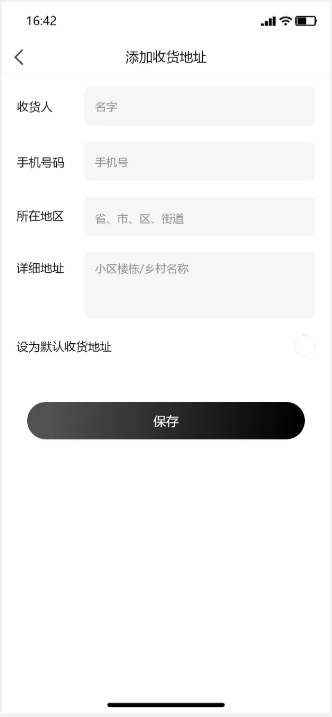 16:42
添加收货地址
收货人 名字
手机号码 手机号
所在地区 省、市、区、街道
详细地址 小区楼栋/乡村名称
设为默认收货地址
保存